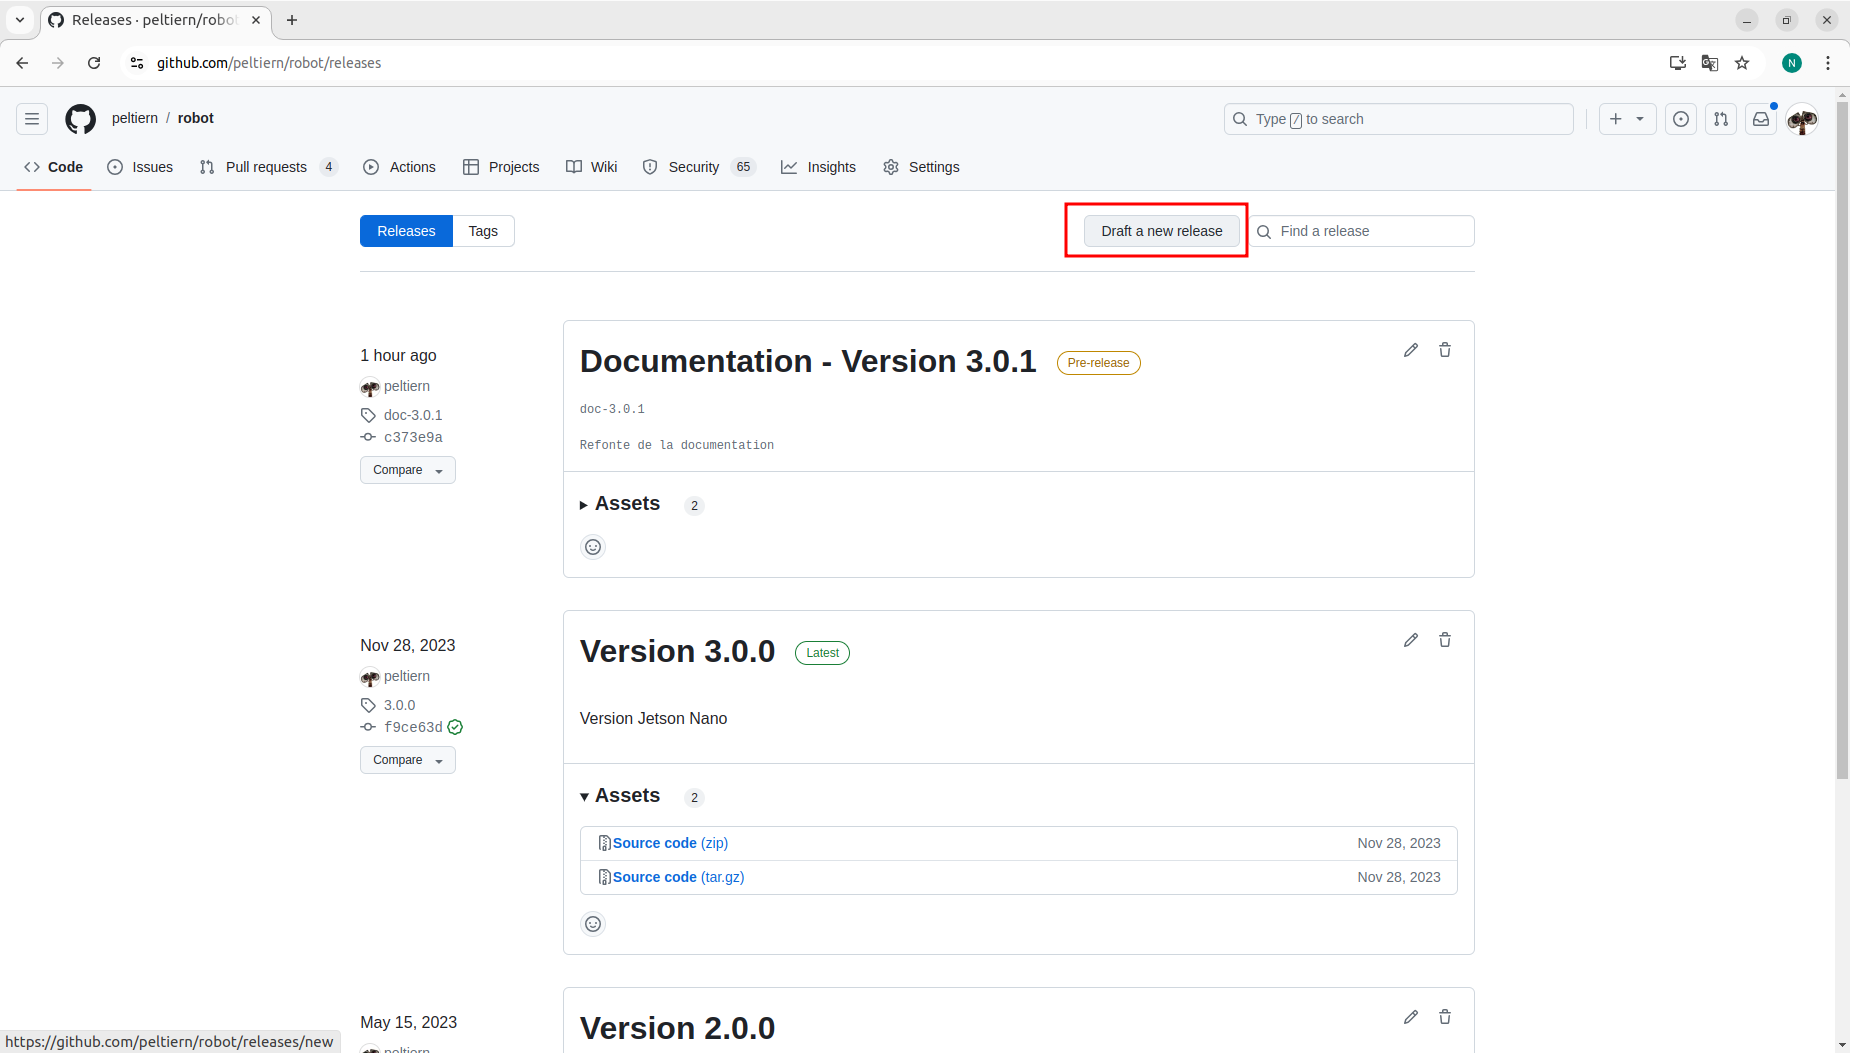 Releases · peltiern/robo
github.com/peltiern/robot/releases
N
peltiern / robot
Type / to search
Code
Issues
Pull requests 4
Actions
Projects
Wiki
Security 65
Insights
Settings
Releases
Tags
Draft a new release
Find a release
1 hour ago
peltiern
doc-3.0.1
c373e9a
Compare
Documentation - Version 3.0.1 Pre-release
doc-3.0.1
Refonte de la documentation
Assets 2
Nov 28, 2023
peltiern
3.0.0
f9ce63d
Compare
Version 3.0.0 Latest
Version Jetson Nano
Assets 2
Source code (zip) Nov 28, 2023
Source code (tar.gz) Nov 28, 2023
May 15, 2023
peltiern
Version 2.0.0
https://github.com/peltiern/robot/releases/new